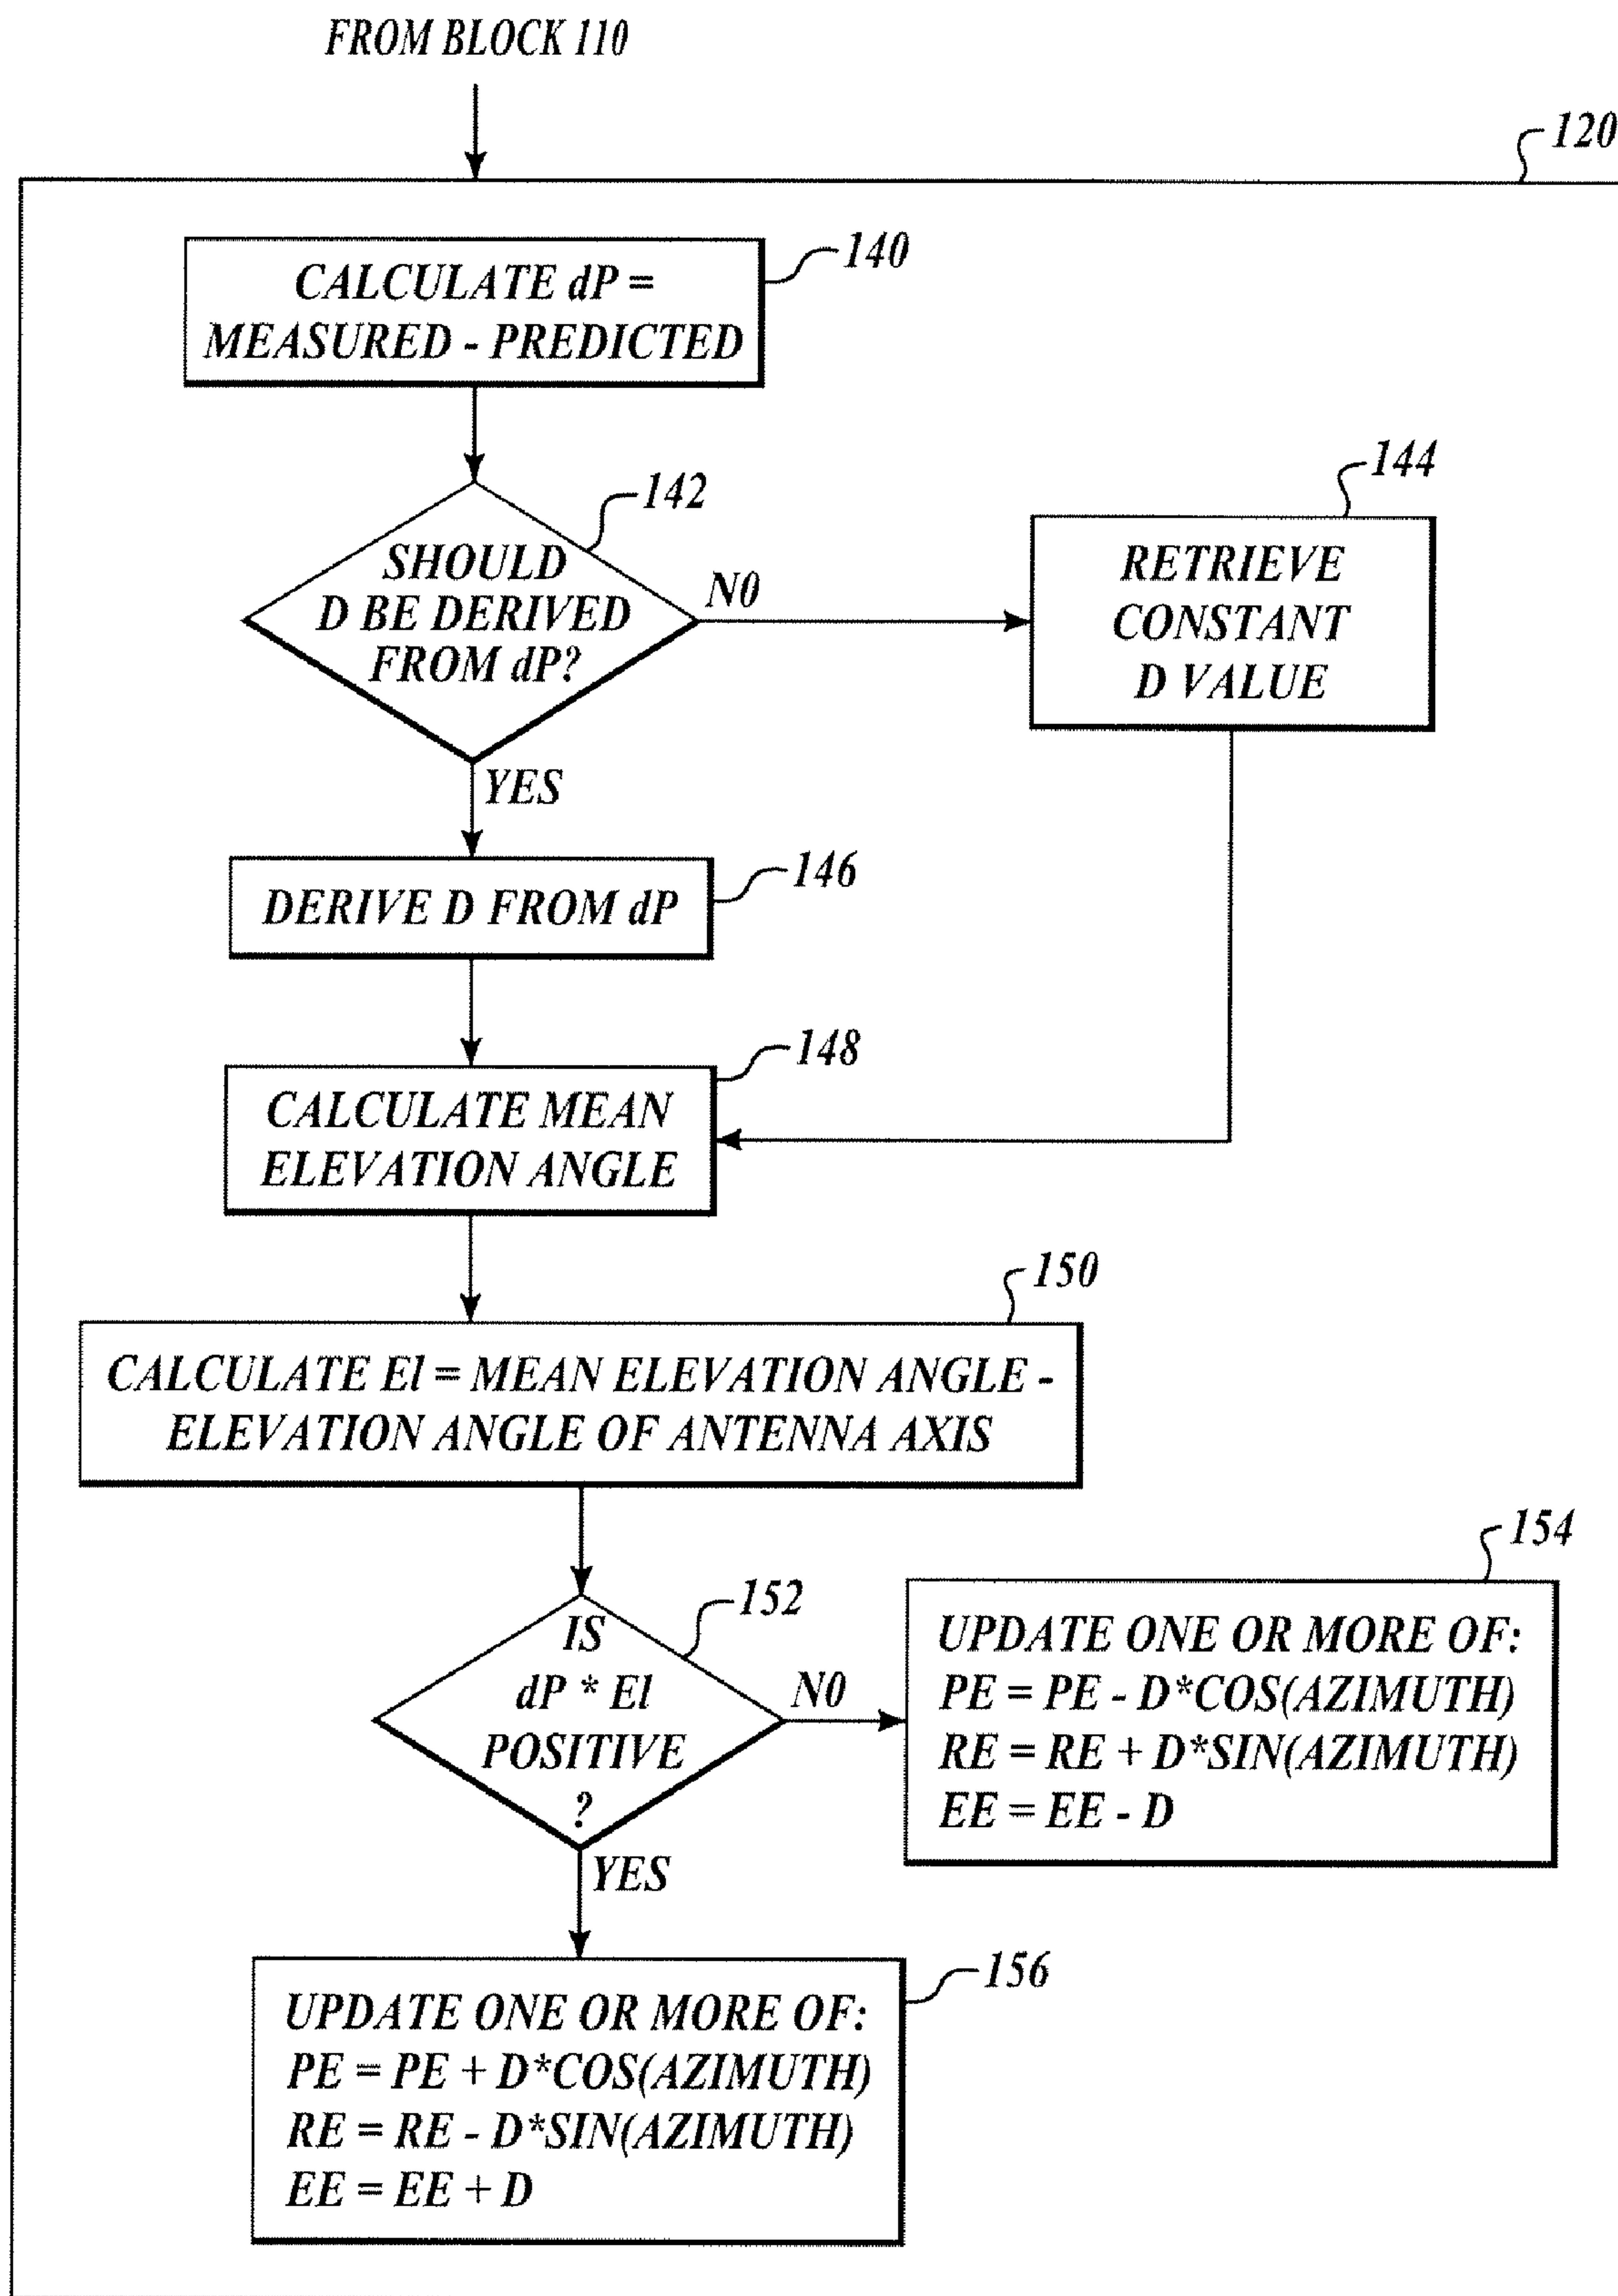 FROM BLOCK 110
120
CALCULATE dP =
MEASURED - PREDICTED
140
142
SHOULD
D BE DERIVED
FROM dP?
NO
144
RETRIEVE
CONSTANT
D VALUE
YES
DERIVE D FROM dP
146
148
CALCULATE MEAN
ELEVATION ANGLE
150
CALCULATE El = MEAN ELEVATION ANGLE -
ELEVATION ANGLE OF ANTENNA AXIS
152
IS
dP * El
POSITIVE
?
NO
154
UPDATE ONE OR MORE OF:
PE = PE - D*COS(AZIMUTH)
RE = RE + D*SIN(AZIMUTH)
EE = EE - D
YES
156
UPDATE ONE OR MORE OF:
PE = PE + D*COS(AZIMUTH)
RE = RE - D*SIN(AZIMUTH)
EE = EE + D